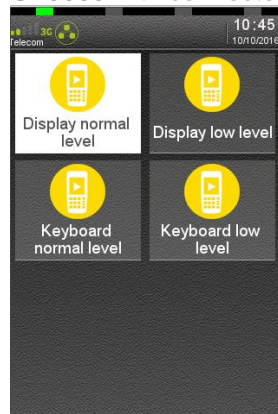 3G
10:45
Telecom
10/10/2016
Display normal
level
Display low level
Keyboard
normal level
Keyboard low
level